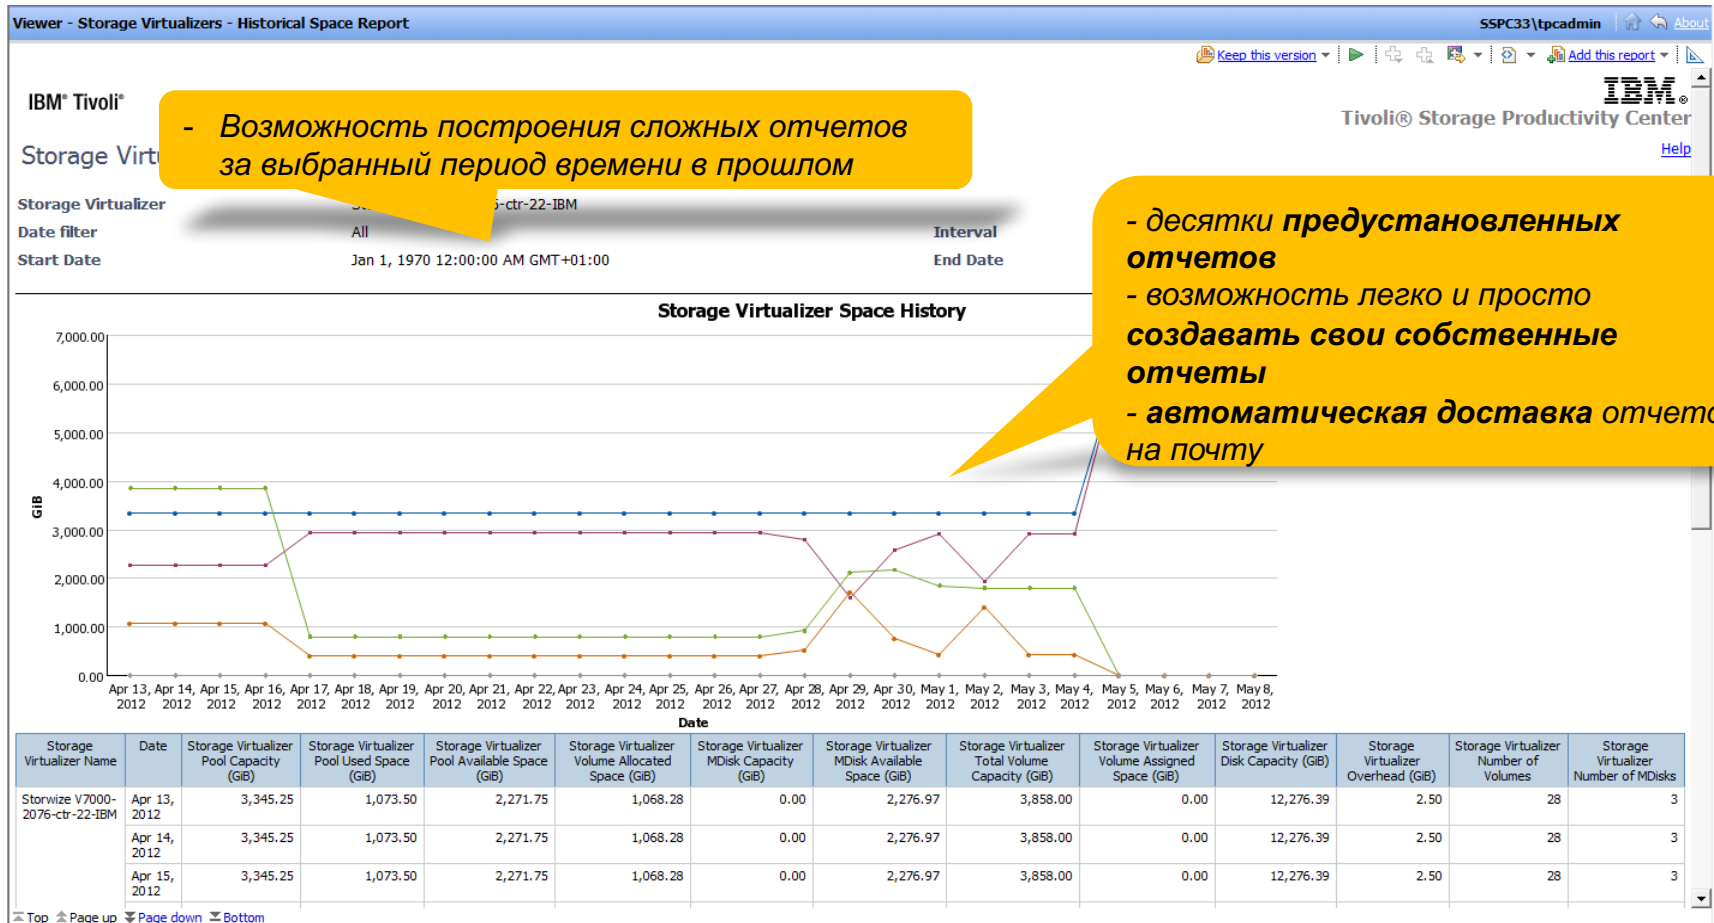 Viewer - Storage Virtualizers - Historical Space Report
SSPC33\tpcadmin
About
Keep this version
Add this report
IBM® Tivoli®
IBM®
Tivoli® Storage Productivity Center
Help
- Возможность построения сложных отчетов
за выбранный период времени в прошлом
Storage
Storage Virtualizer
-ctr-22-IBM
Date filter All Interval
Start Date Jan 1, 1970 12:00:00 AM GMT+01:00 End Date
- десятки предустановленных
отчетов
- возможность легко и просто
создавать свои собственные
отчеты
- автоматическая доставка
на почту
Storage Virtualizer Space History
7,000.00
6,000.00
5,000.00
4,000.00
3,000.00
2,000.00
1,000.00
0.00
GiB
Apr 13, Apr 14, Apr 15, Apr 16, Apr 17, Apr 18, Apr 19, Apr 20, Apr 21, Apr 22, Apr 23, Apr 24, Apr 25, Apr 26, Apr 27, Apr 28, Apr 29, Apr 30, May 1, May 2, May 3, May 4, May 5, May 6, May 7, May 8,
2012 2012 2012 2012 2012 2012 2012 2012 2012 2012 2012 2012 2012 2012 2012 2012 2012 2012 2012 2012 2012 2012 2012 2012 2012 2012
Date
Storage Virtualizer Name Date Storage Virtualizer Pool Capacity (GiB) Storage Virtualizer Pool Used Space (GiB) Storage Virtualizer Pool Available Space (GiB) Storage Virtualizer Volume Allocated Space (GiB) Storage Virtualizer MDisk Capacity (GiB) Storage Virtualizer MDisk Available Space (GiB) Storage Virtualizer Total Volume Capacity (GiB) Storage Virtualizer Volume Assigned Space (GiB) Storage Virtualizer Disk Capacity (GiB) Storage Virtualizer Overhead (GiB) Storage Virtualizer Number of Volumes Storage Virtualizer Number of MDisks
Storwize V7000-2076-ctr-22-IBM Apr 13, 2012 3,345.25 1,073.50 2,271.75 1,068.28 0.00 2,276.97 3,858.00 0.00 12,276.39 2.50 28 3
Apr 14, 2012 3,345.25 1,073.50 2,271.75 1,068.28 0.00 2,276.97 3,858.00 0.00 12,276.39 2.50 28 3
Apr 15, 2012 3,345.25 1,073.50 2,271.75 1,068.28 0.00 2,276.97 3,858.00 0.00 12,276.39 2.50 28 3
Top Page up Page down Bottom